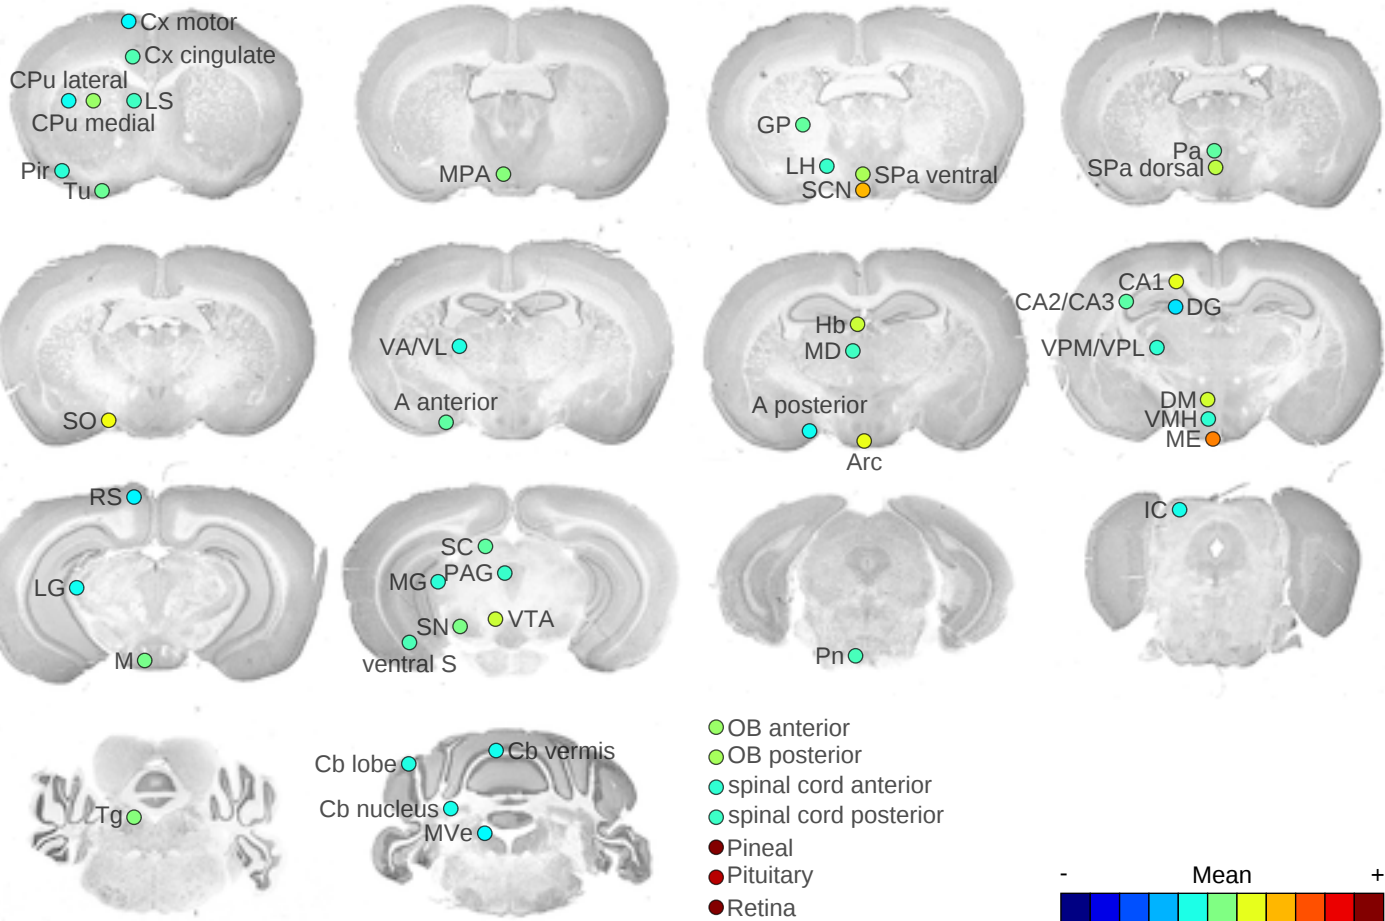 Cx motor
Cx cingulate
CPu lateral
LS
CPu medial
Pir
Tu
MPA
GP
LH
SPa ventral
SCN
Pa
SPa dorsal
SO
VA/VL
A anterior
Hb
MD
A posterior
Arc
CA1
CA2/CA3
DG
VPM/VPL
DM
VMH
ME
RS
LG
M
SC
MG
PAG
SN
VTA
ventral S
Pn
IC
Tg
Cb lobe
Cb vermis
Cb nucleus
MVe
OB anterior
OB posterior
spinal cord anterior
spinal cord posterior
Pineal
Pituitary
Retina
- Mean +